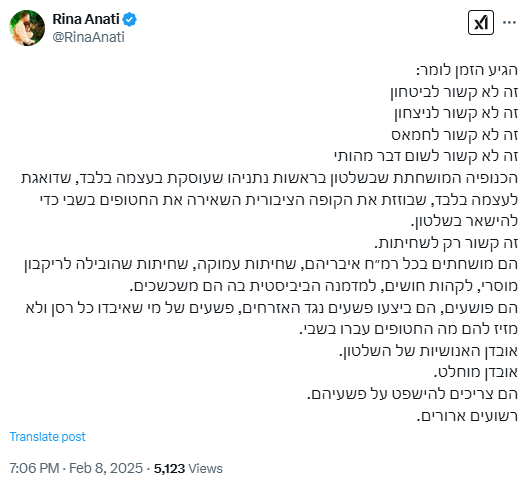 Rina Anati
@RinaAnati
הגיע הזמן לומר:
זה לא קשור לביטחון
זה לא קשור לניצחון
זה לא קשור לחמאס
זה לא קשור לשום דבר מהותי
הכנופיה המושחתת שבשלטון בראשות נתניהו שעוסקת בעצמה בלבד, שדואגת
לעצמה בלבד, שבוזזת את הקופה הציבורית השאירה את החטופים בשבי כדי
להישאר בשלטון.
זה קשור רק לשחיתות.
הם מושחתים בכל רמ״ח איבריהם, שחיתות עמוקה, שחיתות שהובילה לריקבון
מוסרי, לקהות חושים, למדמנה הביביסטית בה הם משכשכים.
הם פושעים, הם ביצעו פשעים נגד האזרחים, פשעים של מי שאיבדו כל רסן ולא
מזיז להם מה החטופים עברו בשבי.
אובדן האנושיות של השלטון.
אובדן מוחלט.
הם צריכים להישפט על פשעיהם.
רשועים ארורים.
Translate post
7:06 PM · Feb 8, 2025 · 5,123 Views